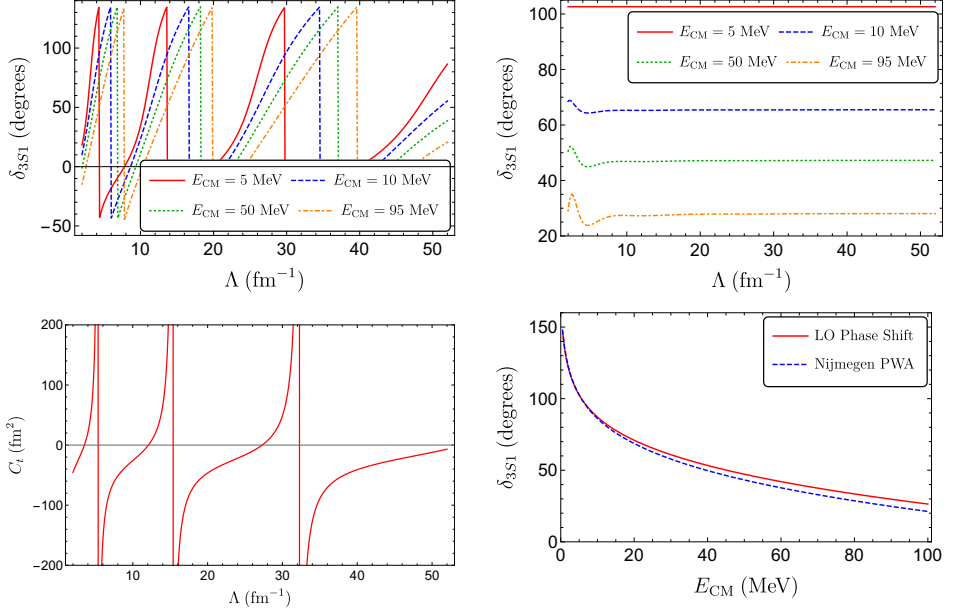 100
50
0
−50
10
20
30
40
50
δ3S1 (degrees)
Λ (fm−1)
ECM = 5 MeV
ECM = 10 MeV
ECM = 50 MeV
ECM = 95 MeV
100
80
60
40
20
10
20
30
40
50
δ3S1 (degrees)
Λ (fm−1)
ECM = 5 MeV
ECM = 10 MeV
ECM = 50 MeV
ECM = 95 MeV
200
100
0
−100
−200
10
20
30
40
50
Ct (fm2)
Λ (fm−1)
150
100
50
0
0
20
40
60
80
100
δ3S1 (degrees)
ECM (MeV)
LO Phase Shift
Nijmegen PWA